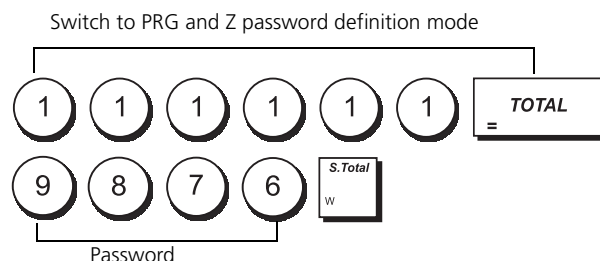 Switch to PRG and Z password definition mode
1 1 1 1 1 1 TOTAL
=
9 8 7 6 S.Total
W
Password